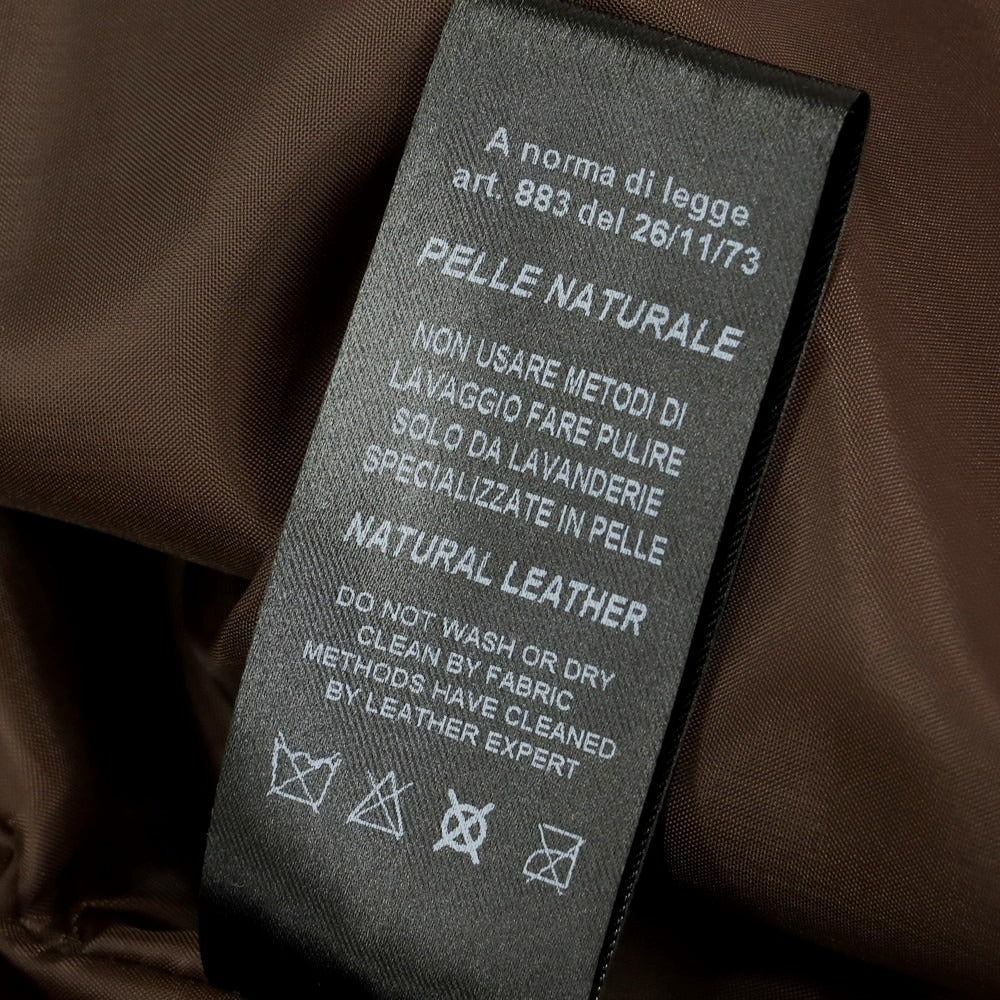 A norma di legge
art. 883 del 26/11/73
PELLE NATURALE
NON USARE METODI DI
LAVAGGIO FARE PULIRE
SOLO DA LAVANDERIE
SPECIALIZZATE IN PELLE
NATURAL LEATHER
DO NOT WASH OR DRY
CLEAN BY FABRIC
METHODS HAVE CLEANED
BY LEATHER EXPERT